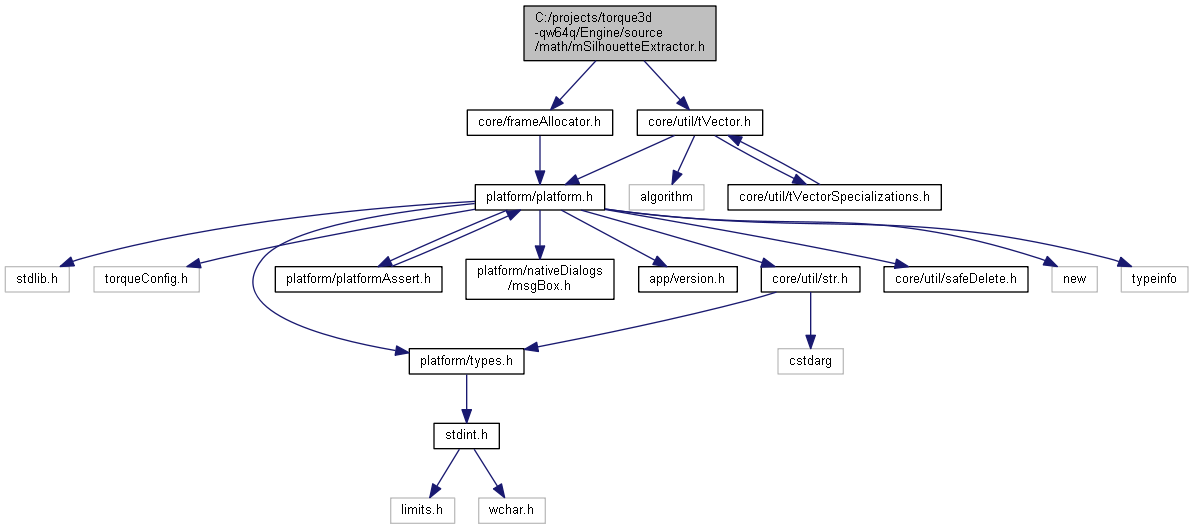 C:/projects/torque3d
-qw64q/Engine/source
/math/mSilhouetteExtractor.h
core/frameAllocator.h
core/util/tVector.h
platform/platform.h
algorithm
core/util/tVectorSpecializations.h
stdlib.h
torqueConfig.h
platform/platformAssert.h
platform/nativeDialogs
/msgBox.h
app/version.h
core/util/str.h
core/util/safeDelete.h
new
typeinfo
platform/types.h
cstdarg
stdint.h
limits.h
wchar.h